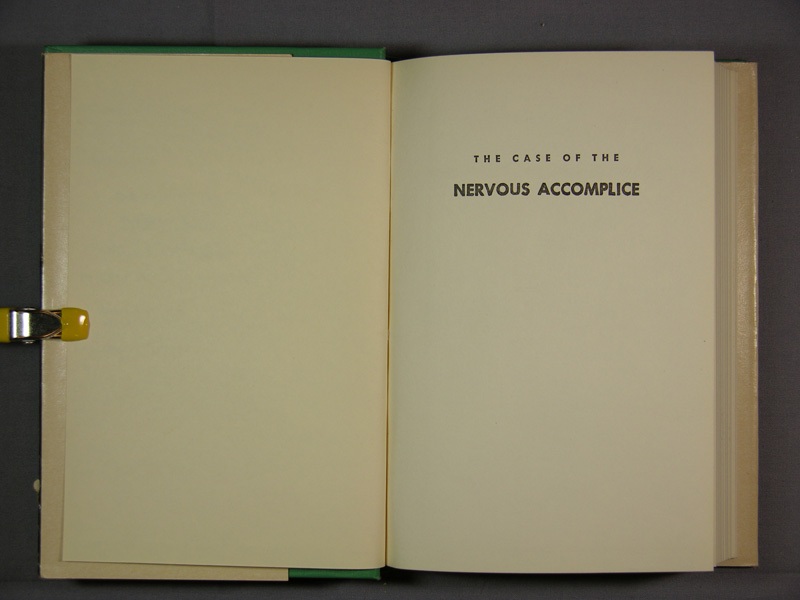 THE CASE OF THE
NERVOUS ACCOMPLICE